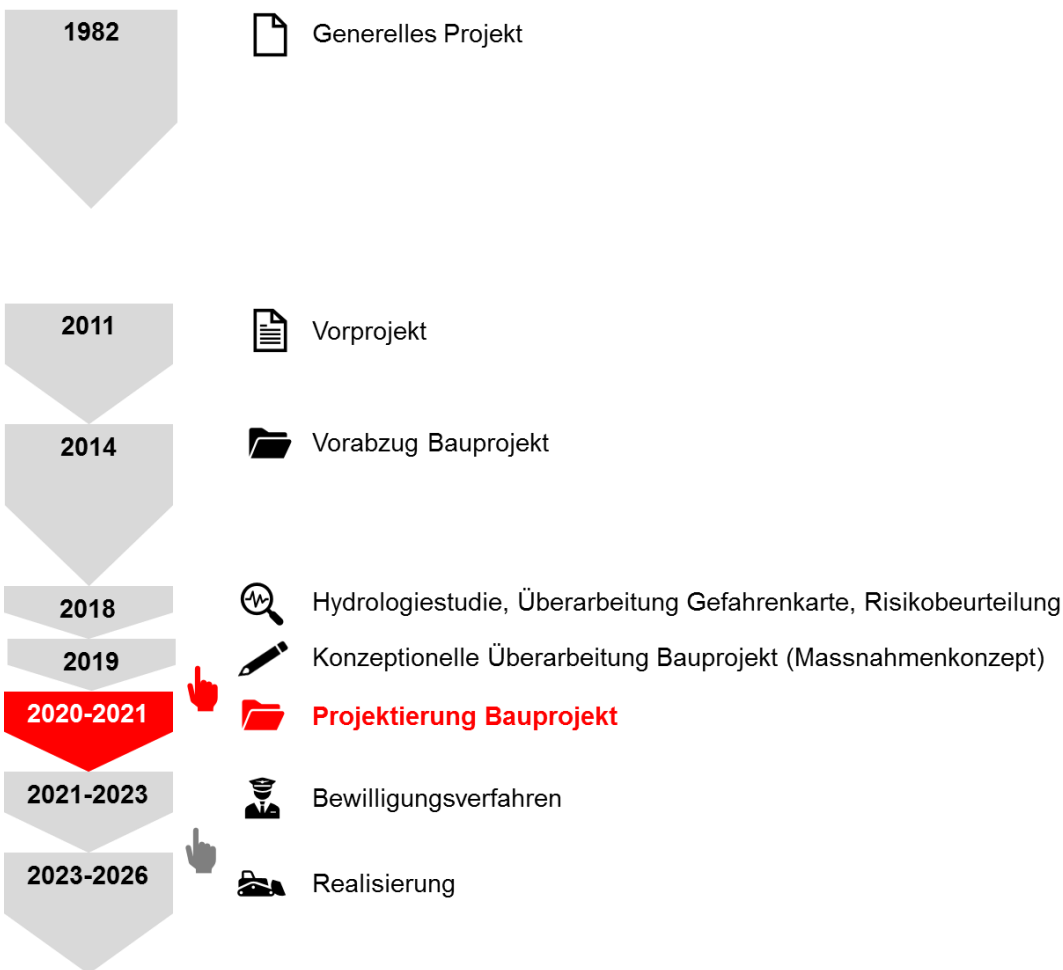 1982
Generelles Projekt
2011
Vorprojekt
2014
Vorabzug Bauprojekt
2018
Hydrologiestudie, Überarbeitung Gefahrenkarte, Risikobeurteilung
2019
Konzeptionelle Überarbeitung Bauprojekt (Massnahmenkonzept)
2020-2021
Projektierung Bauprojekt
2021-2023
Bewilligungsverfahren
2023-2026
Realisierung